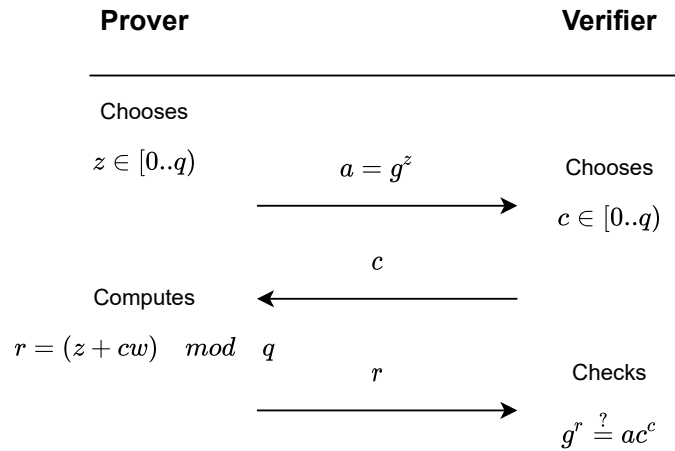 Prover
Verifier
Chooses
z ∈ [0..q)
a = g^z
Chooses
c ∈ [0..q)
c
Computes
r = (z + cw) mod q
r
Checks
g^r ≟ ac^c